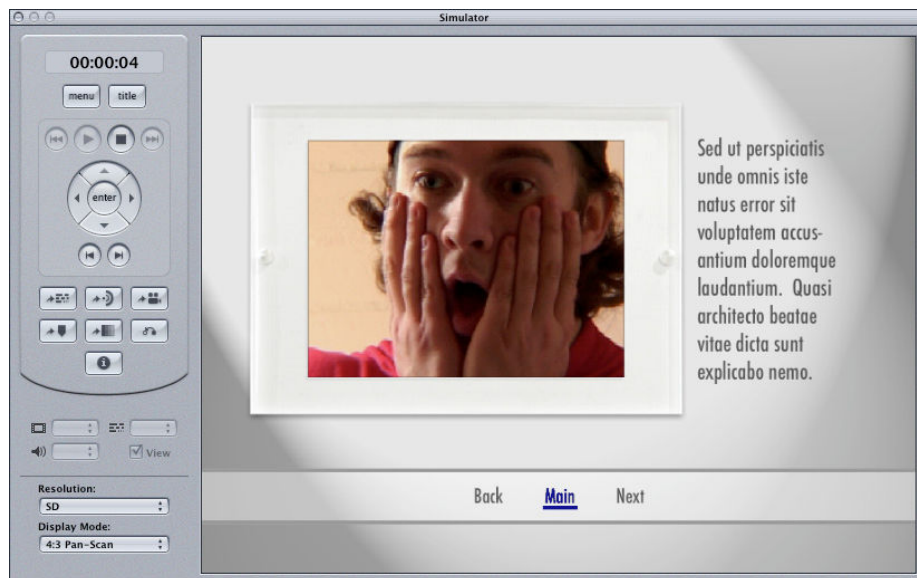 Simulator
00:00:04
menu title
enter
View
Resolution:
SD
Display Mode:
4:3 Pan-Scan
Sed ut perspiciatis
unde omnis iste
natus error sit
voluptatem accus-
antium doloremque
laudantium. Quasi
architecto beatae
vitae dicta sunt
explicabo nemo.
Back Main Next